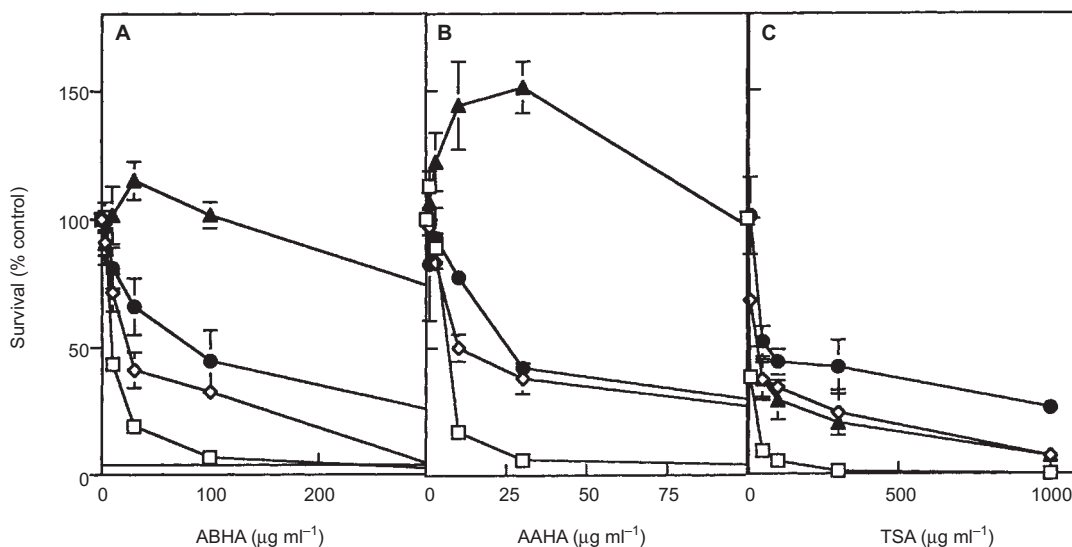 A
B
C
150
100
50
0
Survival (% control)
0
100
200
0
25
50
75
0
500
1000
ABHA (µg ml⁻¹)
AAHA (µg ml⁻¹)
TSA (µg ml⁻¹)